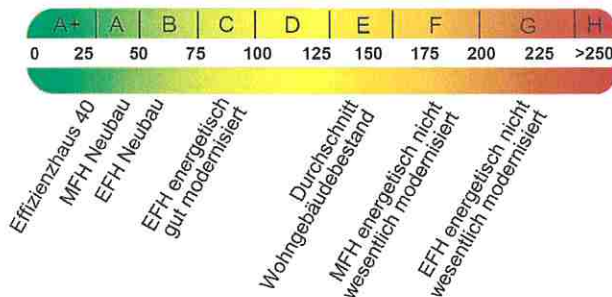 A+ A B C D E F G H
0 25 50 75 100 125 150 175 200 225 >250
Effizienzhaus 40
MFH Neubau
EFH Neubau
EFH energetisch
gut modernisiert
Durchschnitt
Wohngebäudebestand
MFH energetisch nicht
wesentlich modernisiert
EFH energetisch nicht
wesentlich modernisiert